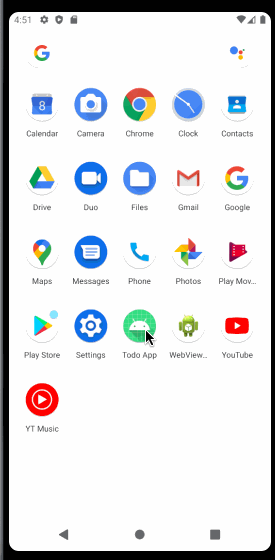 4:51
Calendar Camera Chrome Clock Contacts
Drive Duo Files Gmail Google
Maps Messages Phone Photos Play Mov...
Play Store Settings Todo App WebView... YouTube
YT Music